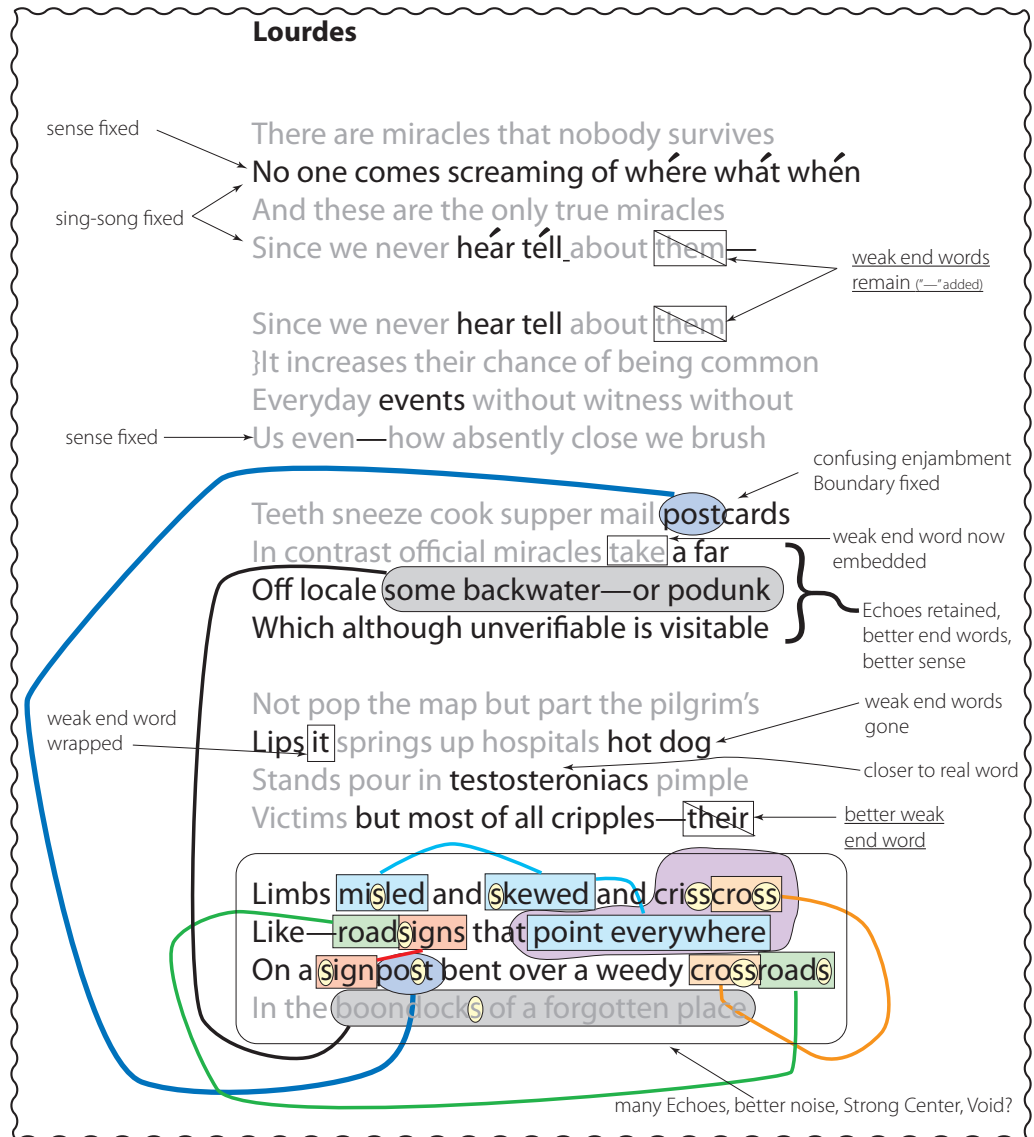 Lourdes
sense fixed
There are miracles that nobody survives
No one comes screaming of whére whát whén
sing-song fixed
And these are the only true miracles
Since we never heár téll about them—
weak end words
remain ("—" added)
Since we never hear tell about them
}It increases their chance of being common
Everyday events without witness without
sense fixed
Us even—how absently close we brush
confusing enjambment
Boundary fixed
Teeth sneeze cook supper mail postcards
In contrast official miracles take a far
weak end word now
embedded
Off locale some backwater—or podunk
Which although unverifiable is visitable
Echoes retained,
better end words,
better sense
Not pop the map but part the pilgrim’s
weak end words
gone
weak end word
wrapped
Lips it springs up hospitals hot dog
Stands pour in testosteroniacs pimple
closer to real word
Victims but most of all cripples—their
better weak
end word
Limbs misled and skewed and crisscross
Like—roadsigns that point everywhere
On a signpost bent over a weedy crossroads
In the boondocks of a forgotten place
many Echoes, better noise, Strong Center, Void?